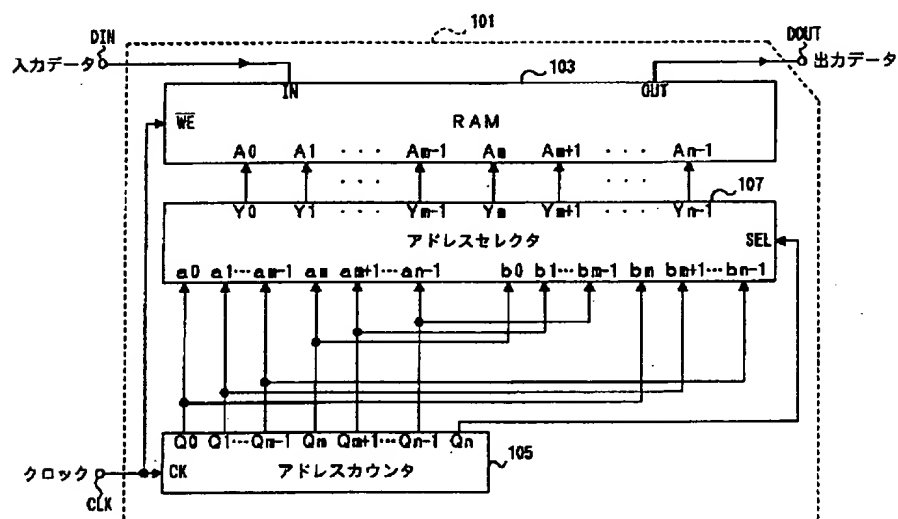 101
DIN
DOUT
入力データ
出力データ
103
IN
OUT
WE
RAM
A0 A1 ・・・ Am-1 Am Am+1 ・・・ An-1
・・・ ・・・
107
Y0 Y1 ・・・ Ym-1 Ym Ym+1 ・・・ Yn-1
アドレスセレクタ
SEL
a0 a1…am-1 am am+1…an-1 b0 b1…bm-1 bm bm+1…bn-1
Q0 Q1…Qm-1 Qm Qm+1…Qn-1 Qn
105
クロック
CK
アドレスカウンタ
CLK